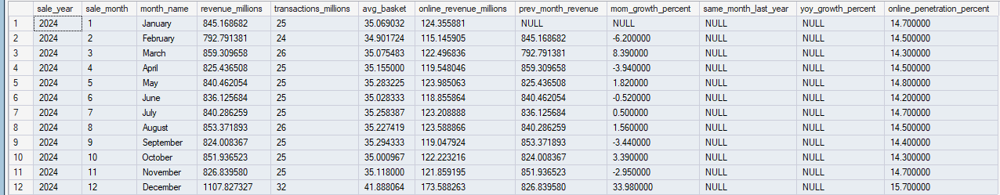 sale_year sale_month month_name revenue_millions transactions_millions avg_basket online_revenue_millions prev_month_revenue mom_growth_percent same_month_last_year yoy_growth_percent online_penetration_percent
1 2024 1 January 845.168682 25 35.069032 124.355881 NULL NULL NULL NULL 14.700000
2 2024 2 February 792.791381 24 34.901724 115.145905 845.168682 -6.200000 NULL NULL 14.500000
3 2024 3 March 859.309658 26 35.075483 122.496836 792.791381 8.390000 NULL NULL 14.300000
4 2024 4 April 825.436508 25 35.155000 119.548046 859.309658 -3.940000 NULL NULL 14.500000
5 2024 5 May 840.462054 25 35.283225 123.985063 825.436508 1.820000 NULL NULL 14.800000
6 2024 6 June 836.125684 25 35.028333 118.855864 840.462054 -0.520000 NULL NULL 14.200000
7 2024 7 July 840.286259 25 35.258387 123.208888 836.125684 0.500000 NULL NULL 14.700000
8 2024 8 August 853.371893 26 35.227419 123.588866 840.286259 1.560000 NULL NULL 14.500000
9 2024 9 September 824.008367 25 35.294333 119.047924 853.371893 -3.440000 NULL NULL 14.400000
10 2024 10 October 851.936523 25 35.000967 122.223216 824.008367 3.390000 NULL NULL 14.300000
11 2024 11 November 826.839580 25 35.118000 121.859195 851.936523 -2.950000 NULL NULL 14.700000
12 2024 12 December 1107.827327 32 41.888064 173.588263 826.839580 33.980000 NULL NULL 15.700000